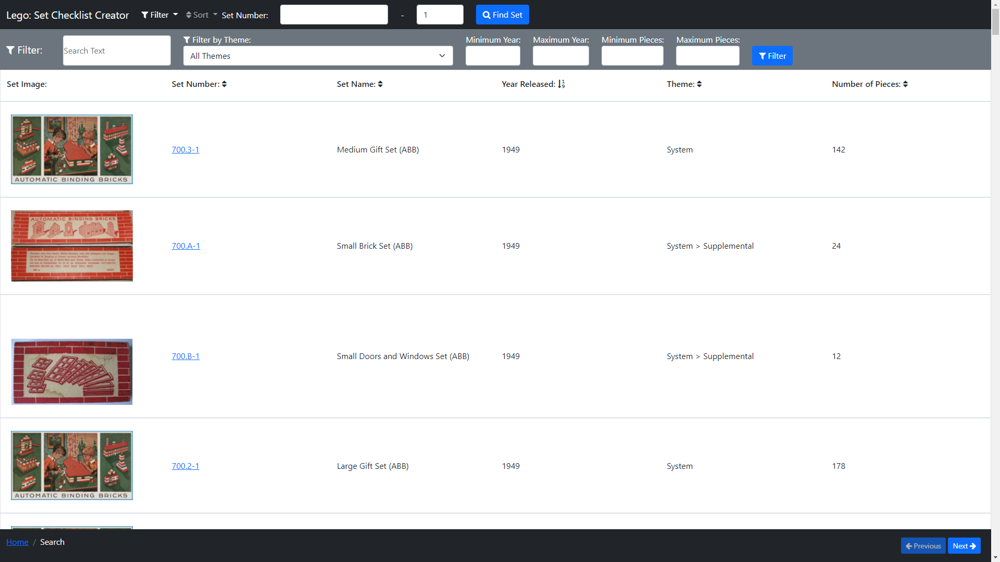 Lego: Set Checklist Creator Filter Sort Set Number: - 1 Find Set
Filter: Search Text
Filter by Theme: Minimum Year: Maximum Year: Minimum Pieces: Maximum Pieces:
All Themes Filter
Set Image: Set Number: Set Name: Year Released: Theme: Number of Pieces:
AUTOMATIC BINDING BRICKS
700.3-1 Medium Gift Set (ABB) 1949 System 142
AUTOMATIC BINDING BRICKS
700.A-1 Small Brick Set (ABB) 1949 System > Supplemental 24
700.B-1 Small Doors and Windows Set (ABB) 1949 System > Supplemental 12
700.2-1 Large Gift Set (ABB) 1949 System 178
AUTOMATIC BINDING BRICKS
Home / Search Previous Next